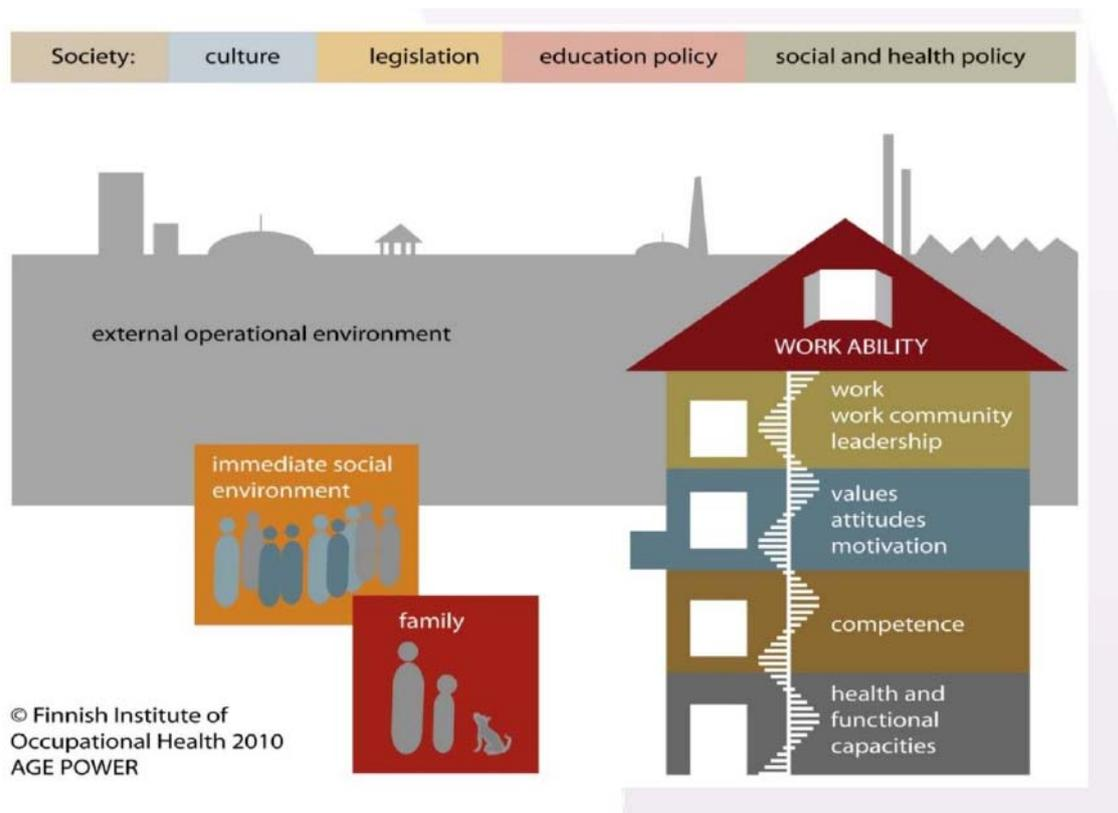 Society: culture legislation education policy social and health policy
external operational environment
WORK ABILITY
work
work community
leadership
values
attitudes
motivation
competence
health and
functional
capacities
immediate social
environment
family
© Finnish Institute of
Occupational Health 2010
AGE POWER